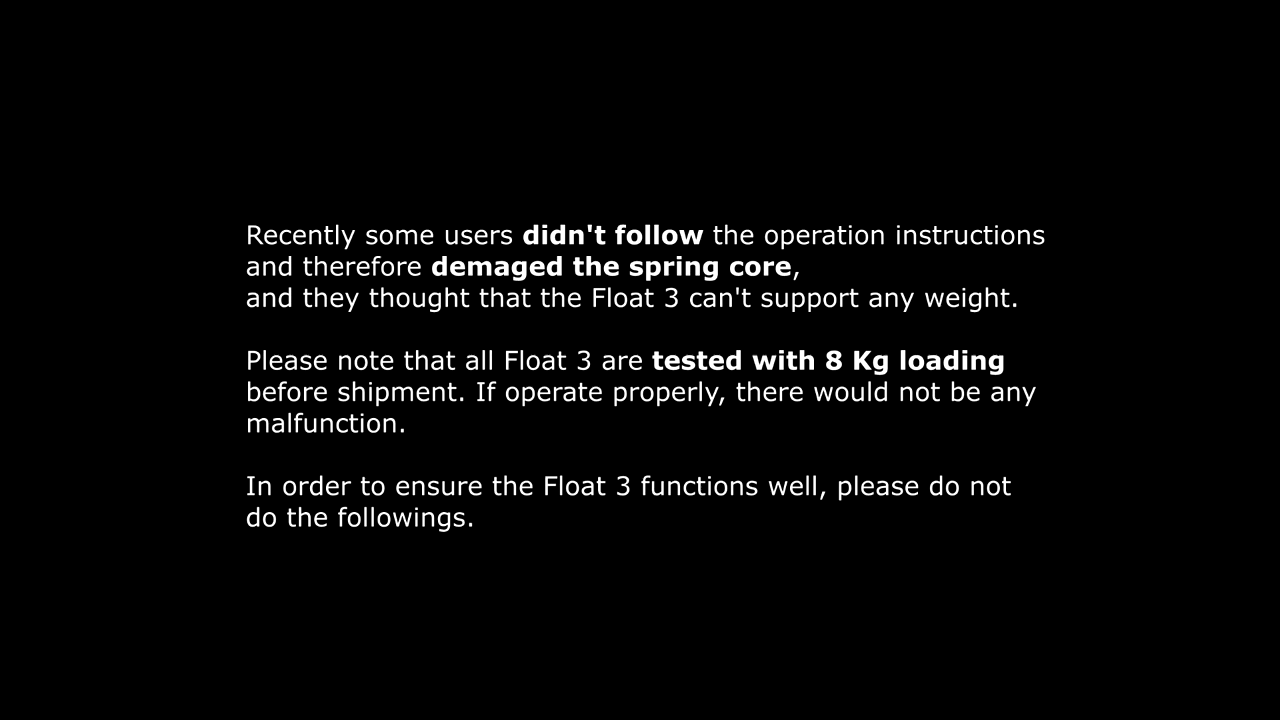 Recently some users didn't follow the operation instructions
and therefore demaged the spring core,
and they thought that the Float 3 can't support any weight.
Please note that all Float 3 are tested with 8 Kg loading
before shipment. If operate properly, there would not be any
malfunction.
In order to ensure the Float 3 functions well, please do not
do the followings.